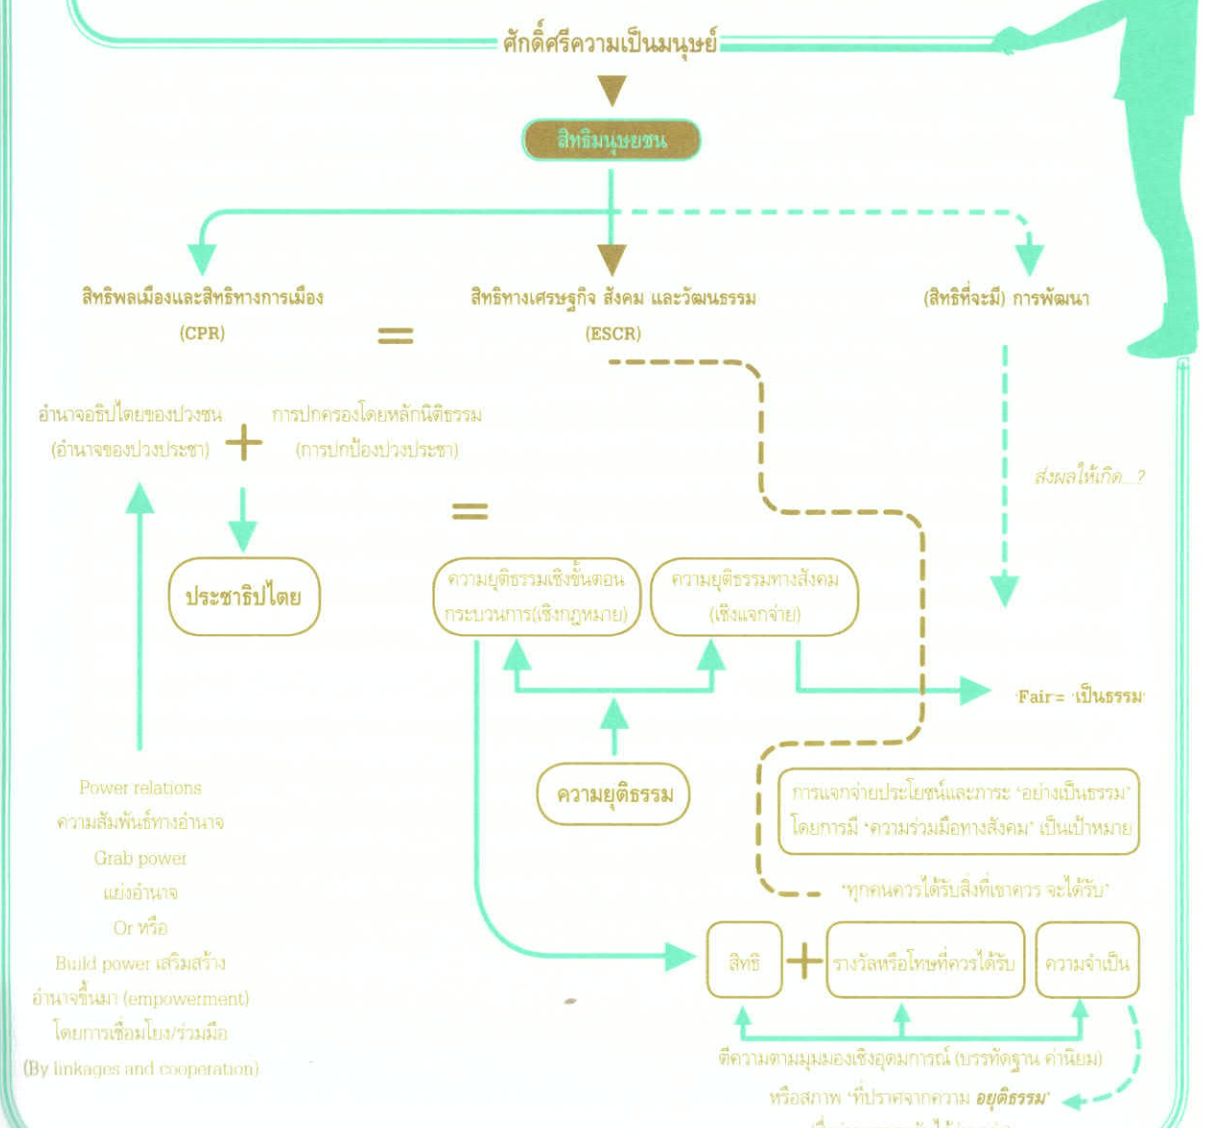 ศักดิ์ศรีความเป็นมนุษย์
สิทธิมนุษยชน
สิทธิพลเมืองและสิทธิทางการเมือง
(CPR)
=
สิทธิทางเศรษฐกิจ สังคม และวัฒนธรรม
(ESCR)
(สิทธิที่จะมี) การพัฒนา
อำนาจอธิปไตยของปวงชน
(อำนาจของปวงประชา)
+
การปกครองโดยหลักนิติธรรม
(การปกป้องปวงประชา)
ส่งผลให้เกิด...?
=
ประชาธิปไตย
ความยุติธรรมเชิงขั้นตอน
กระบวนการ(เชิงกฎหมาย)
ความยุติธรรมทางสังคม
(เชิงแจกจ่าย)
'Fair = 'เป็นธรรม'
ความยุติธรรม
Power relations
ความสัมพันธ์ทางอำนาจ
Grab power
แย่งอำนาจ
Or หรือ
Build power เสริมสร้าง
อำนาจขึ้นมา (empowerment)
โดยการเชื่อมโยง/ร่วมมือ
(By linkages and cooperation)
การแจกจ่ายประโยชน์และภาระ 'อย่างเป็นธรรม'
โดยการมี 'ความร่วมมือทางสังคม' เป็นเป้าหมาย
'ทุกคนควรได้รับสิ่งที่เขาควร จะได้รับ'
สิทธิ
+
รางวัลหรือโทษที่ควรได้รับ
ความจำเป็น
ตีความตามมุมมองเชิงอุดมการณ์ (บรรทัดฐาน ค่านิยม)
หรือสภาพ 'ที่ปราศจากความ อยุติธรรม'